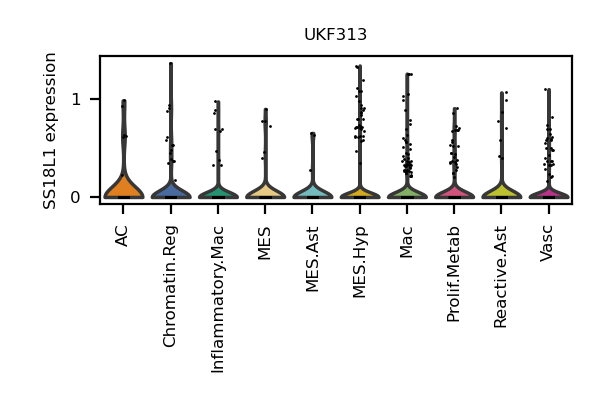 UKF313
SS18L1 expression
1
0
AC
Chromatin.Reg
Inflammatory.Mac
MES
MES.Ast
MES.Hyp
Mac
Prolif.Metab
Reactive.Ast
Vasc